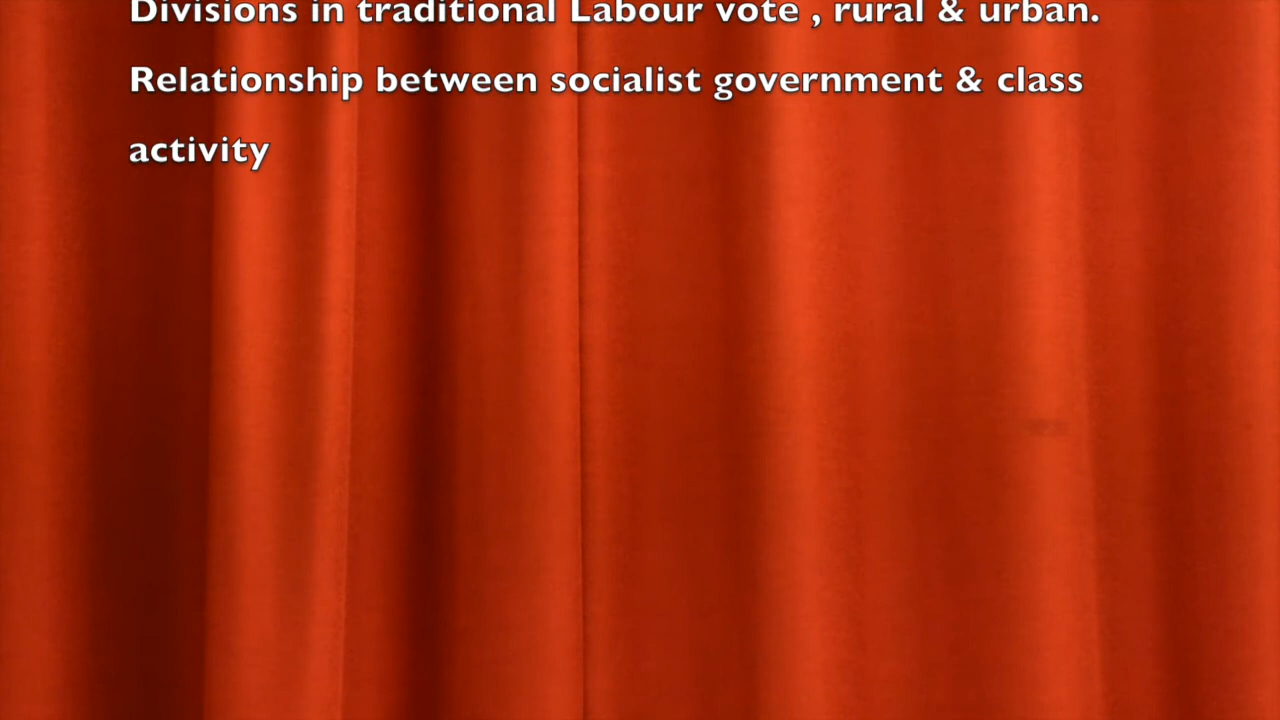 Divisions in traditional Labour vote , rural & urban.
Relationship between socialist government & class
activity